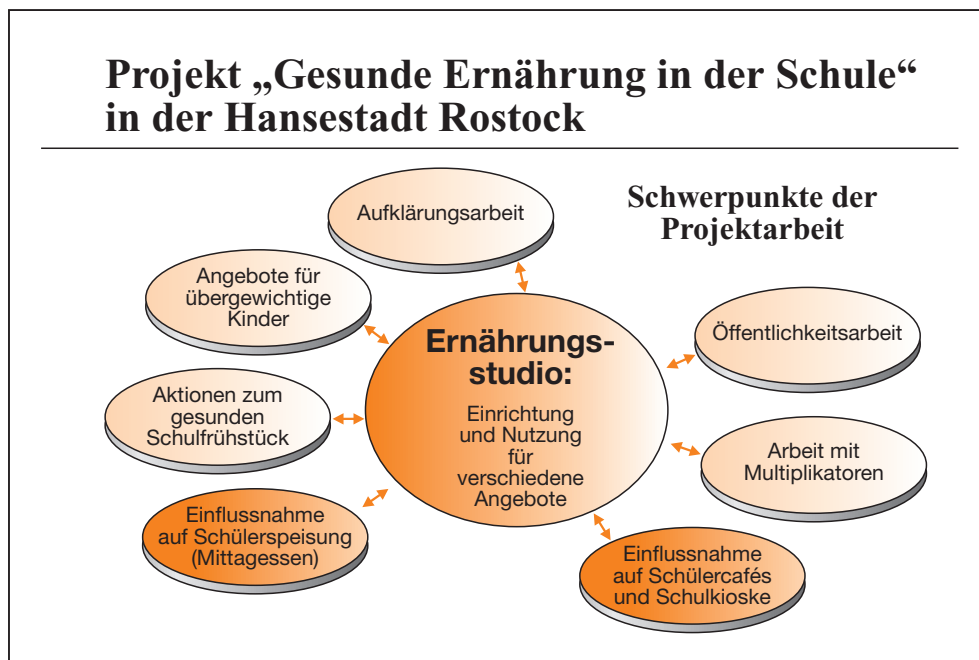 Projekt „Gesunde Ernährung in der Schule“
in der Hansestadt Rostock
Schwerpunkte der
Projektarbeit
Aufklärungsarbeit
Angebote für
übergewichtige
Kinder
Aktionen zum
gesunden
Schulfrühstück
Einflussnahme
auf Schülerspeisung
(Mittagessen)
Ernährungs-
studio:
Einrichtung
und Nutzung
für
verschiedene
Angebote
Öffentlichkeitsarbeit
Arbeit mit
Multiplikatoren
Einflussnahme
auf Schülercafés
und Schulkioske